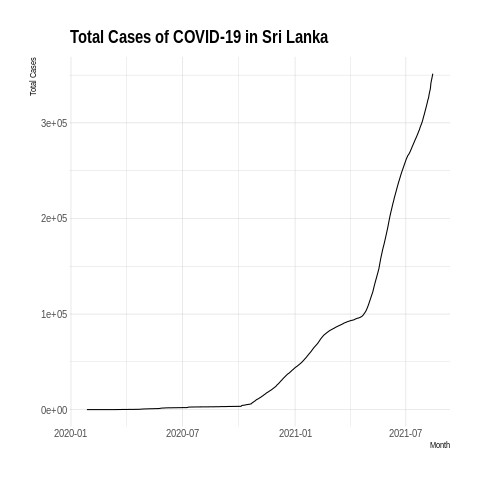 Total Cases of COVID-19 in Sri Lanka
Total Cases
3e+05
2e+05
1e+05
0e+00
2020-01 2020-07 2021-01 2021-07
Month